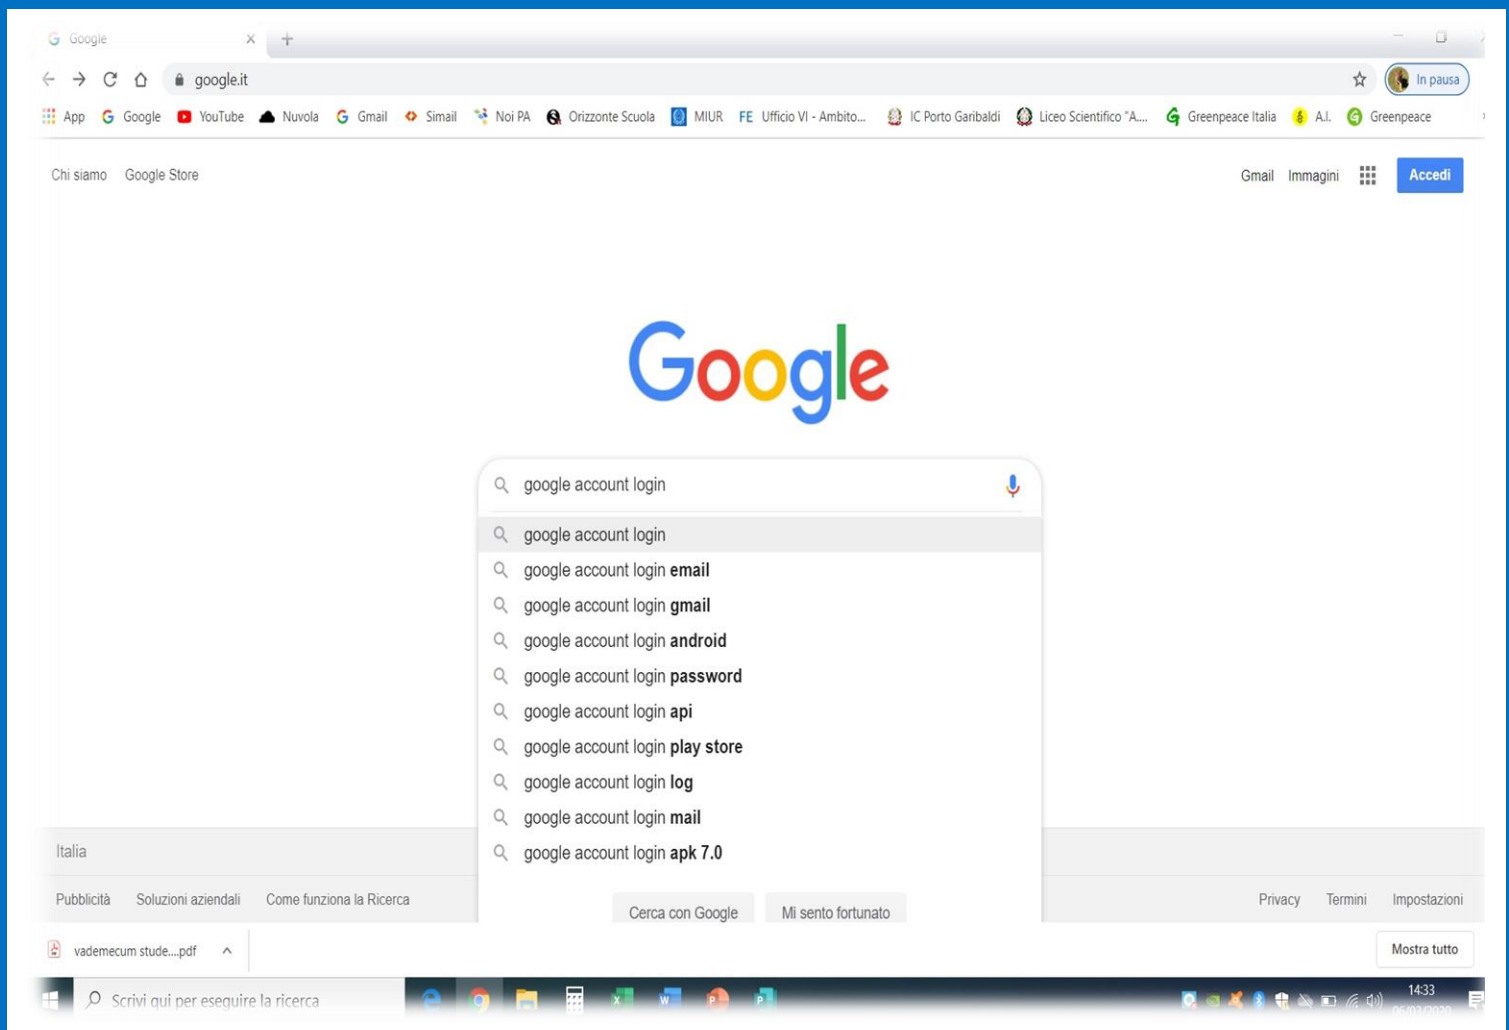 Google
google.it
In pausa
App Google YouTube Nuvola Gmail Simail Noi PA Orizzonte Scuola MIUR FE Ufficio VI - Ambito... IC Porto Garibaldi Liceo Scientifico "A.... Greenpeace Italia A.I. Greenpeace
Chi siamo Google Store Gmail Immagini Accedi
Google
google account login
google account login
google account login email
google account login gmail
google account login android
google account login password
google account login api
google account login play store
google account login log
google account login mail
google account login apk 7.0
Italia
Pubblicità Soluzioni aziendali Come funziona la Ricerca Cerca con Google Mi sento fortunato Privacy Termini Impostazioni
vademecum stude....pdf Mostra tutto
Scrivi qui per eseguire la ricerca 14:33
06/03/2020